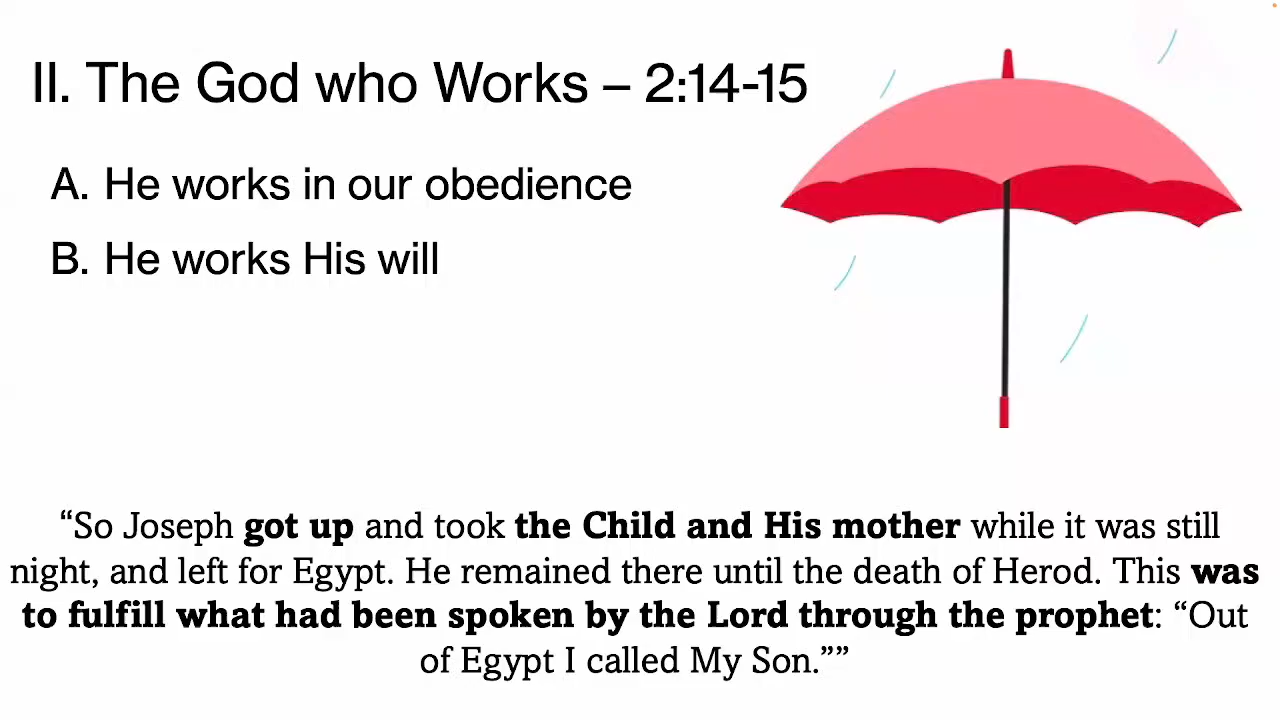 II. The God who Works – 2:14-15
A. He works in our obedience
B. He works His will
“So Joseph got up and took the Child and His mother while it was still
night, and left for Egypt. He remained there until the death of Herod. This was
to fulfill what had been spoken by the Lord through the prophet: “Out
of Egypt I called My Son.””